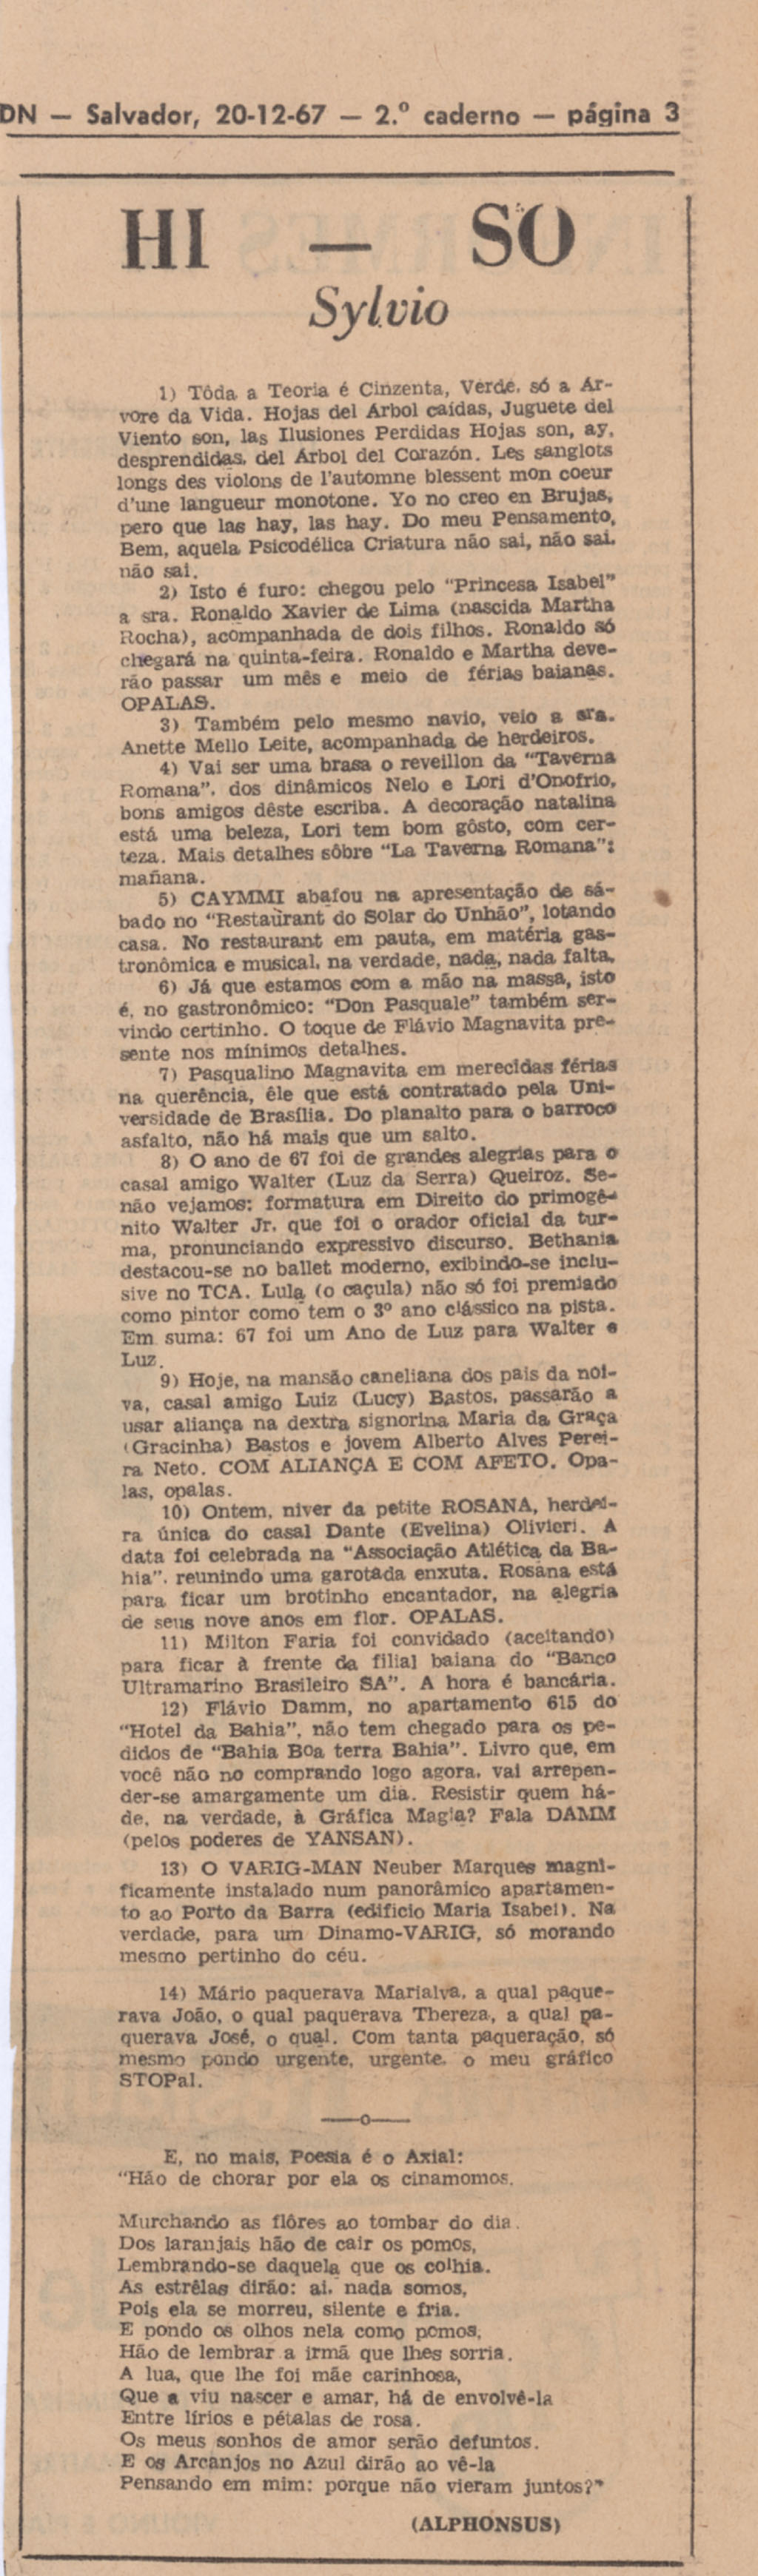 DN — Salvador, 20-12-67 — 2.º caderno — página 3
HI — SO
Sylvio
1) Tôda a Teoria é Cinzenta, Verde, só a Ár-
vore da Vida. Hojas del Árbol caídas, Juguete del
Viento son, las Ilusiones Perdidas Hojas son, ay,
desprendidas, del Árbol del Corazón. Les sanglots
longs des violons de l'automne blessent mon coeur
d'une langueur monotone. Yo no creo en Brujas,
pero que las hay, las hay. Do meu Pensamento,
Bem, aquela Psicodélica Criatura não sai, não sai,
não sai.
2) Isto é furo: chegou pelo "Princesa Isabel"
a sra. Ronaldo Xavier de Lima (nascida Martha
Rocha), acompanhada de dois filhos. Ronaldo só
chegará na quinta-feira. Ronaldo e Martha deve-
rão passar um mês e meio de férias baianas.
OPALAS.
3) Também pelo mesmo navio, veio a sra.
Anette Mello Leite, acompanhada de herdeiros.
4) Vai ser uma brasa o reveillon da "Taverna
Romana", dos dinâmicos Nelo e Lori d'Onofrio,
bons amigos dêste escriba. A decoração natalina
está uma beleza, Lori tem bom gôsto, com cer-
teza. Mais detalhes sôbre "La Taverna Romana":
mañana.
5) CAYMMI abafou na apresentação de sá-
bado no "Restaurant do Solar do Unhão", lotando
casa. No restaurant em pauta, em matéria gas-
tronômica e musical, na verdade, nada, nada falta.
6) Já que estamos com a mão na massa, isto
é, no gastronômico: "Don Pasquale" também ser-
vindo certinho. O toque de Flávio Magnavita pre-
sente nos mínimos detalhes.
7) Pasqualino Magnavita em merecidas férias
na querência, êle que está contratado pela Uni-
versidade de Brasília. Do planalto para o barroco
asfalto, não há mais que um salto.
8) O ano de 67 foi de grandes alegrias para o
casal amigo Walter (Luz da Serra) Queiroz. Se-
não vejamos: formatura em Direito do primogê-
nito Walter Jr. que foi o orador oficial da tur-
ma, pronunciando expressivo discurso. Bethania
destacou-se no ballet moderno, exibindo-se inclu-
sive no TCA. Lula (o caçula) não só foi premiado
como pintor como tem o 3º ano clássico na pista.
Em suma: 67 foi um Ano de Luz para Walter e
Luz.
9) Hoje, na mansão caneliana dos pais da noi-
va, casal amigo Luiz (Lucy) Bastos, passarão a
usar aliança na dextra signorina Maria da Graça
(Gracinha) Bastos e jovem Alberto Alves Perei-
ra Neto. COM ALIANÇA E COM AFETO. Opa-
las, opalas.
10) Ontem, niver da petite ROSANA, herdei-
ra única do casal Dante (Evelina) Olivieri. A
data foi celebrada na "Associação Atlética da Ba-
hia", reunindo uma garotada enxuta. Rosana está
para ficar um brotinho encantador, na alegria
de seus nove anos em flor. OPALAS.
11) Milton Faria foi convidado (aceitando)
para ficar à frente da filial baiana do "Banco
Ultramarino Brasileiro SA". A hora é bancária.
12) Flávio Damm, no apartamento 615 do
"Hotel da Bahia", não tem chegado para os pe-
didos de "Bahia Boa terra Bahia". Livro que, em
você não no comprando logo agora, vai arrepen-
der-se amargamente um dia. Resistir quem há-
de, na verdade, à Gráfica Magia? Fala DAMM
(pelos poderes de YANSAN).
13) O VARIG-MAN Neuber Marques magni-
ficamente instalado num panorâmico apartamen-
to ao Porto da Barra (edifício Maria Isabel). Na
verdade, para um Dinamo-VARIG, só morando
mesmo pertinho do céu.
14) Mário paquerava Marialva, a qual paque-
rava João, o qual paquerava Thereza, a qual pa-
querava José, o qual. Com tanta paqueração, só
mesmo pondo urgente, urgente, o meu gráfico
STOPal.
—o—
E, no mais, Poesia é o Axial:
"Hão de chorar por ela os cinamomos,
Murchando as flôres ao tombar do dia.
Dos laranjais hão de cair os pomos,
Lembrando-se daquela que os colhia.
As estrêlas dirão: ai, nada somos,
Pois ela se morreu, silente e fria.
E pondo os olhos nela como pomos,
Hão de lembrar a irmã que lhes sorria.
A lua, que lhe foi mãe carinhosa,
Que a viu nascer e amar, há de envolvê-la
Entre lírios e pétalas de rosa.
Os meus sonhos de amor serão defuntos.
E os Arcanjos no Azul dirão ao vê-la
Pensando em mim: porque não vieram juntos?"
(ALPHONSUS)